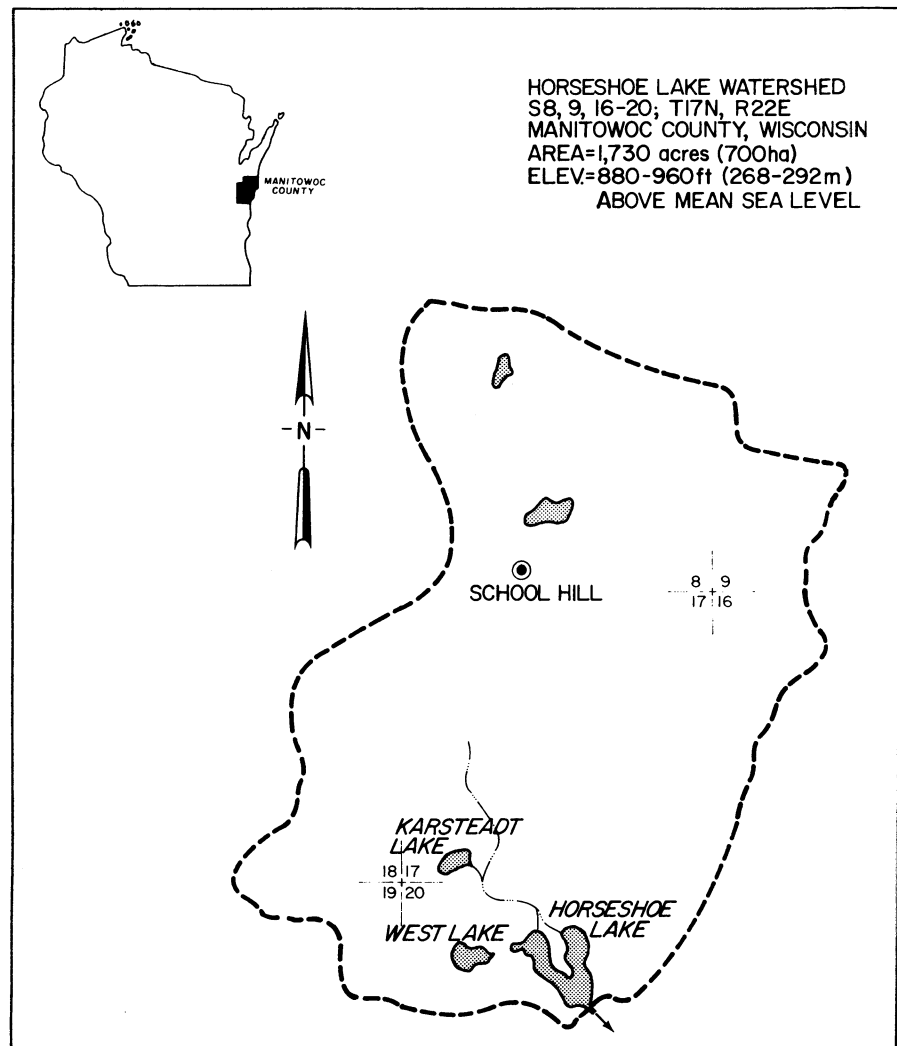 HORSESHOE LAKE WATERSHED
S8, 9, 16-20; T17N, R22E
MANITOWOC COUNTY, WISCONSIN
AREA=1,730 acres (700ha)
ELEV.=880-960ft (268-292m)
ABOVE MEAN SEA LEVEL
MANITOWOC
COUNTY
-N-
SCHOOL HILL
8 9
17 16
KARSTEADT
LAKE
18 17
19 20
HORSESHOE
LAKE
WEST LAKE